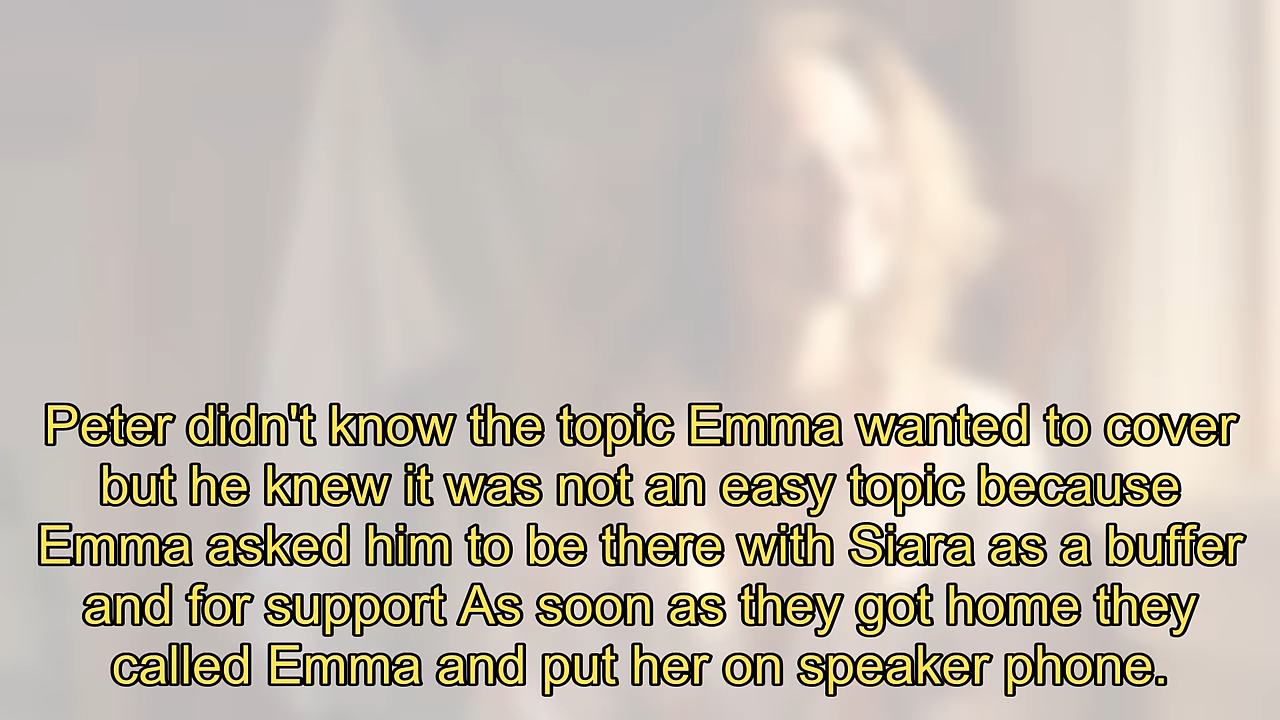 Peter didn't know the topic Emma wanted to cover
but he knew it was not an easy topic because
Emma asked him to be there with Siara as a buffer
and for support As soon as they got home they
called Emma and put her on speaker phone.